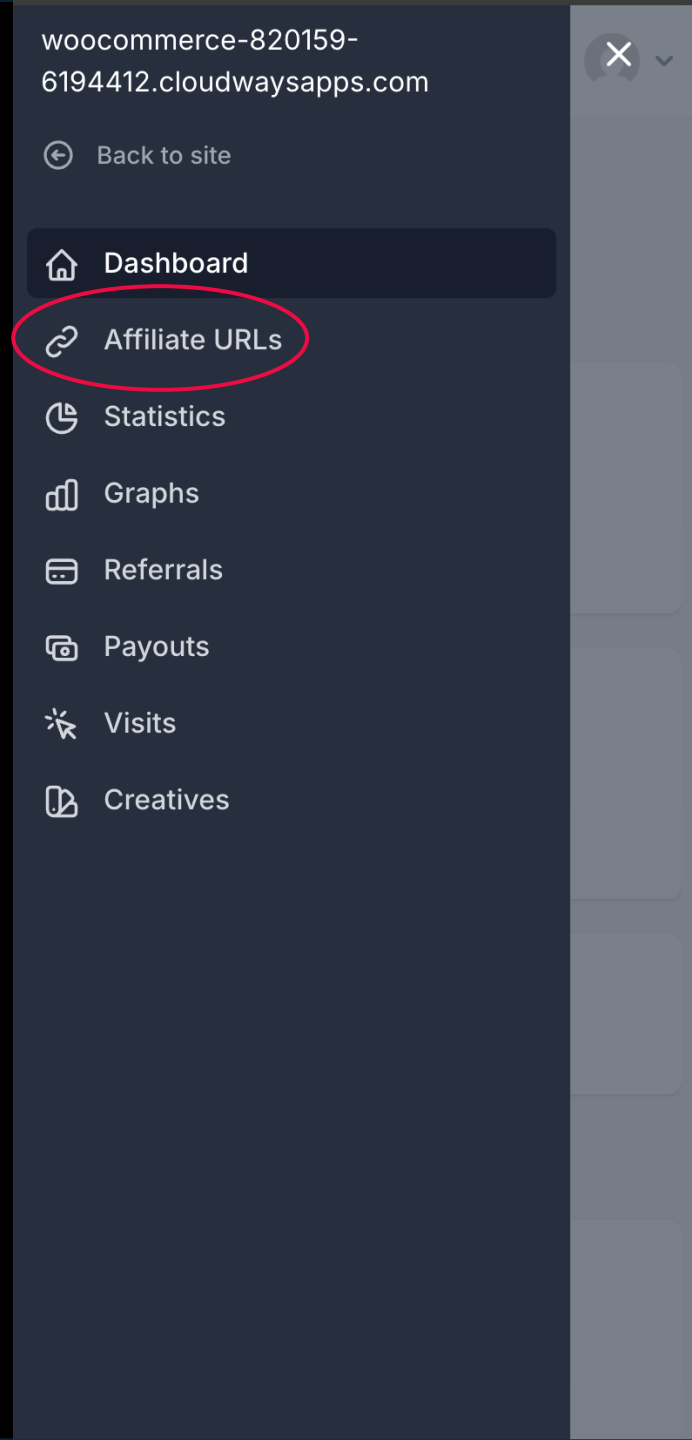 woocommerce-820159-
6194412.cloudwaysapps.com
Back to site
Dashboard
Affiliate URLs
Statistics
Graphs
Referrals
Payouts
Visits
Creatives